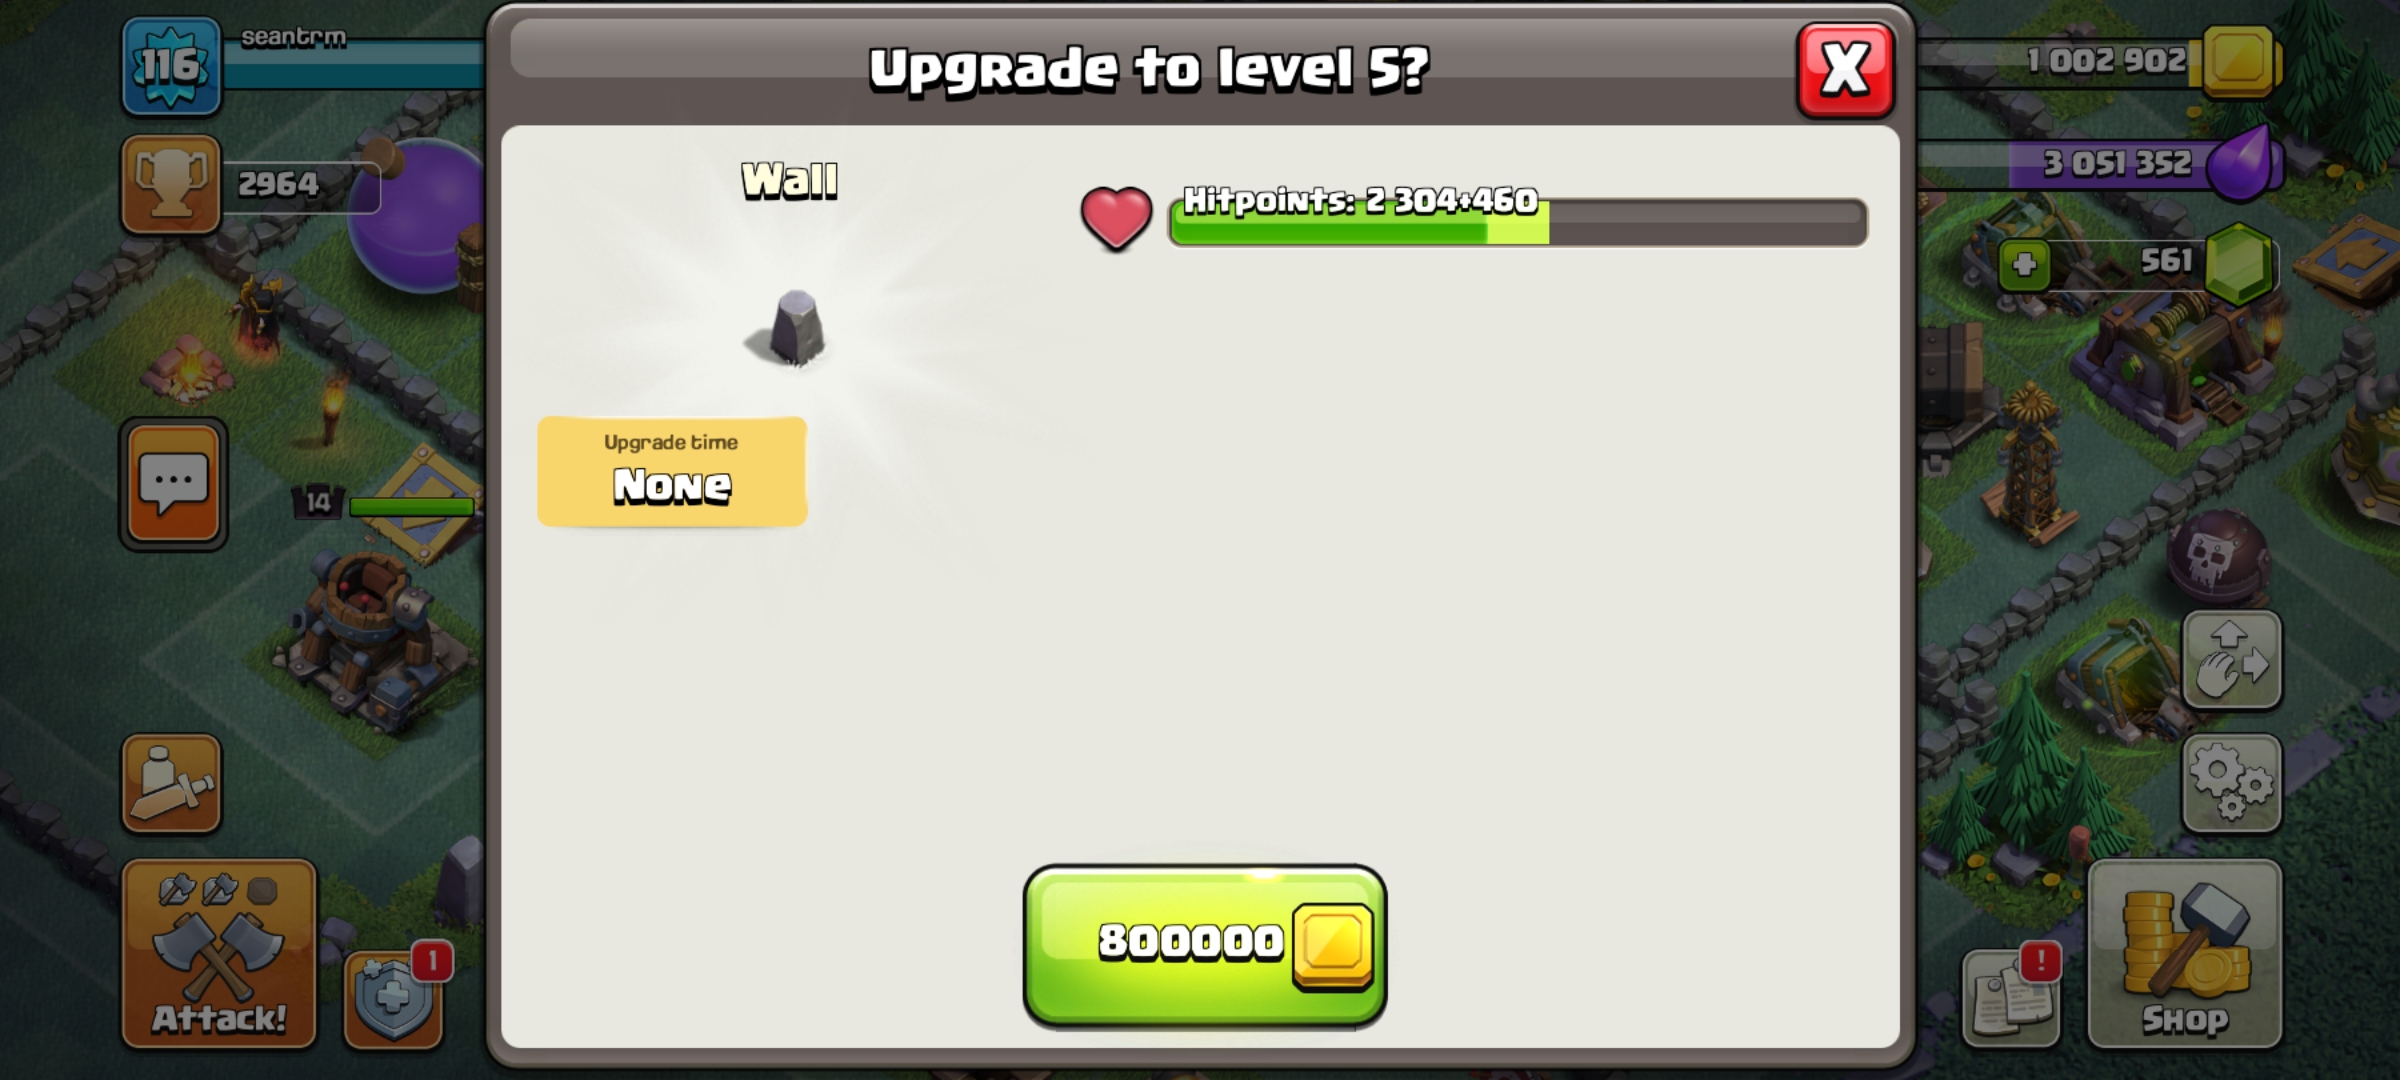 116
seantrm
2964
14
Attack!
1
Upgrade to level 5?
X
Wall
Hitpoints: 2 304+460
Upgrade time
None
800000
1 002 902
3 051 352
561
!
Shop